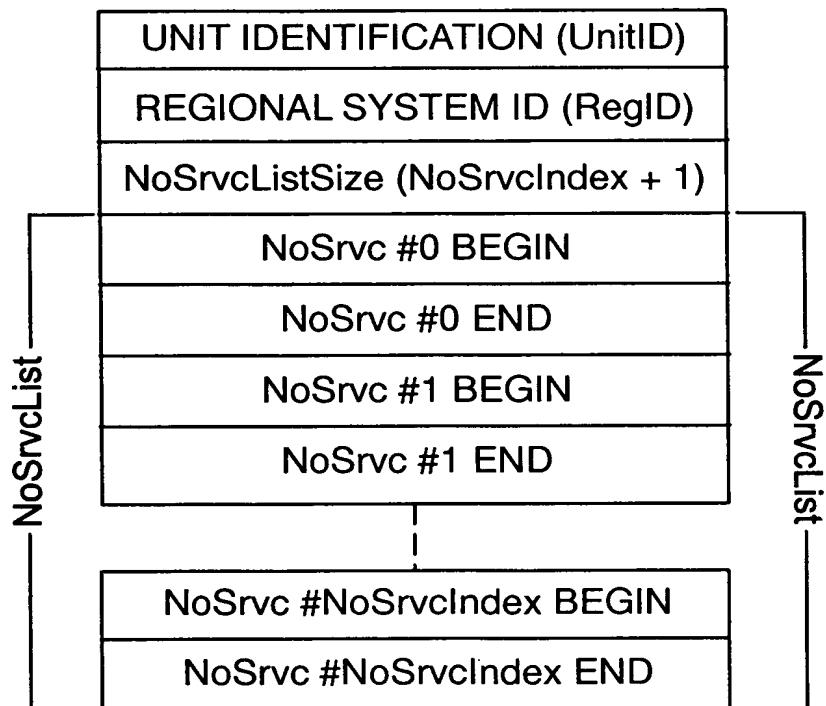 UNIT IDENTIFICATION (UnitID)
REGIONAL SYSTEM ID (RegID)
NoSrvcListSize (NoSrvcIndex + 1)
NoSrvc #0 BEGIN
NoSrvc #0 END
NoSrvc #1 BEGIN
NoSrvc #1 END
NoSrvcList
NoSrvcList
NoSrvc #NoSrvcIndex BEGIN
NoSrvc #NoSrvcIndex END